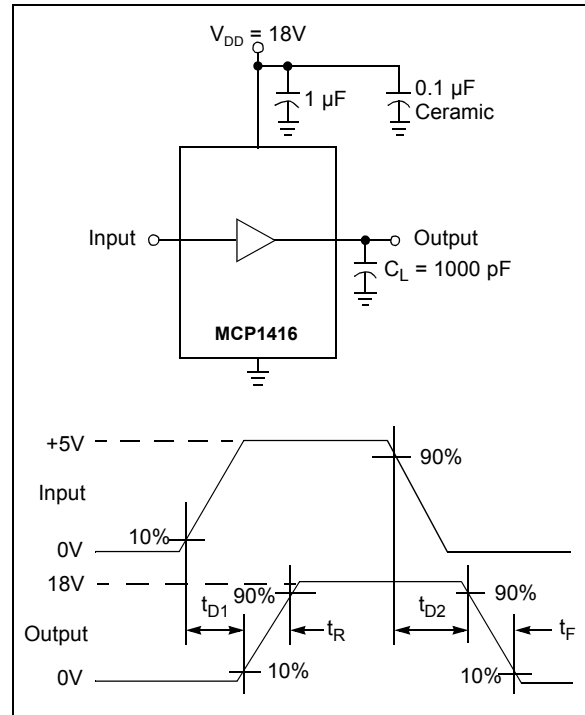 V_DD = 18V
1 µF
0.1 µF
Ceramic
Input
Output
C_L = 1000 pF
MCP1416
+5V
90%
Input
10%
0V
18V
t_D1
90%
t_D2
90%
t_R
t_F
Output
10%
10%
0V